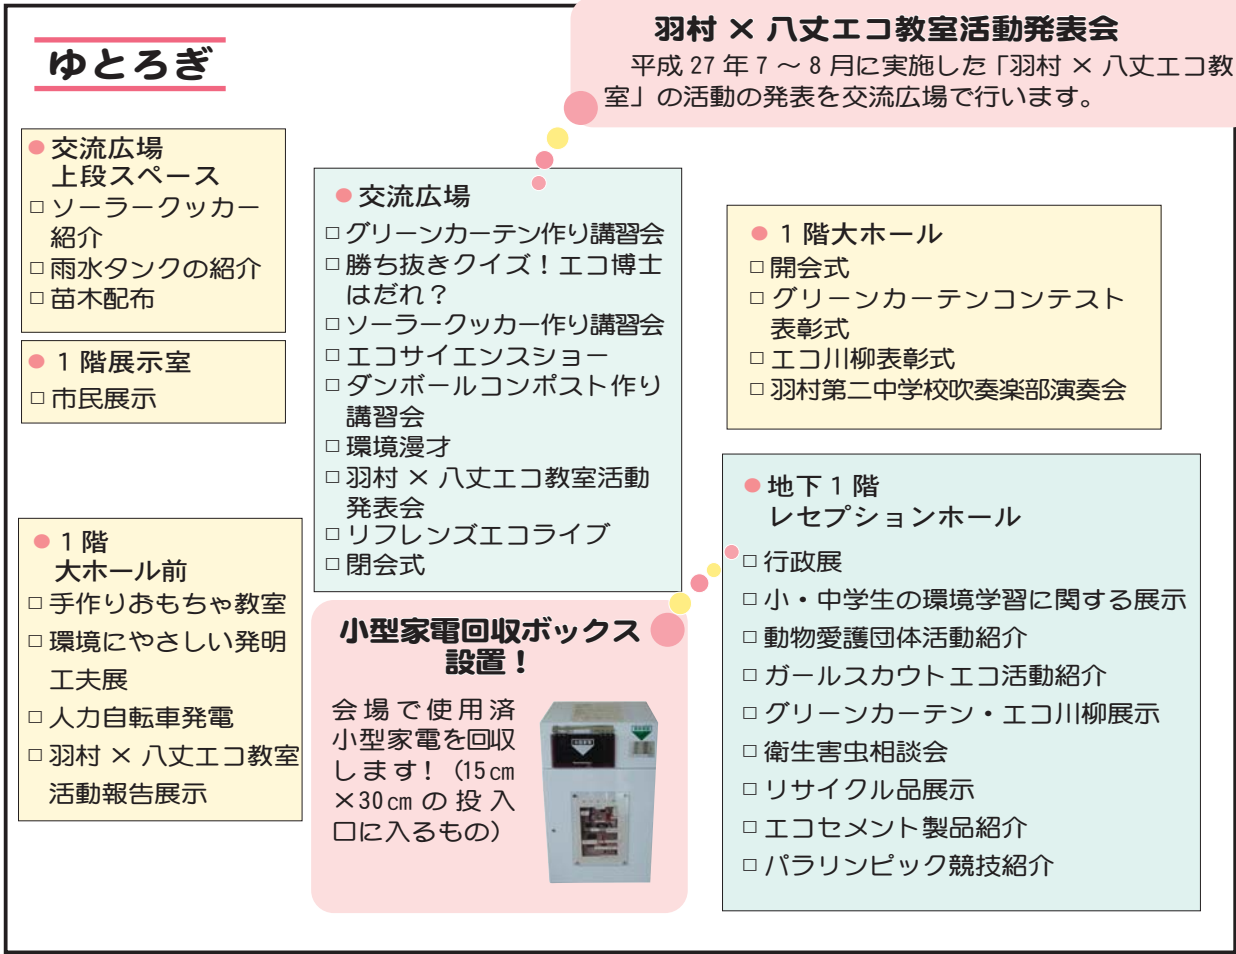 ゆとろぎ
羽村 × 八丈エコ教室活動発表会
平成 27 年 7 ～ 8 月に実施した「羽村 × 八丈エコ教
室」の活動の発表を交流広場で行います。
● 交流広場
上段スペース
□ ソーラークッカー
紹介
□ 雨水タンクの紹介
□ 苗木配布
● 1 階展示室
□ 市民展示
● 1 階
大ホール前
□ 手作りおもちゃ教室
□ 環境にやさしい発明
工夫展
□ 人力自転車発電
□ 羽村 × 八丈エコ教室
活動報告展示
● 交流広場
□ グリーンカーテン作り講習会
□ 勝ち抜きクイズ！エコ博士
はだれ？
□ ソーラークッカー作り講習会
□ エコサイエンスショー
□ ダンボールコンポスト作り
講習会
□ 環境漫才
□ 羽村 × 八丈エコ教室活動
発表会
□ リフレンズエコライブ
□ 閉会式
小型家電回収ボックス
設置！
会場で使用済
小型家電を回収
します！（15㎝
×30㎝の投入
口に入るもの）
● 1 階大ホール
□ 開会式
□ グリーンカーテンコンテスト
表彰式
□ エコ川柳表彰式
□ 羽村第二中学校吹奏楽部演奏会
● 地下 1 階
レセプションホール
□ 行政展
□ 小・中学生の環境学習に関する展示
□ 動物愛護団体活動紹介
□ ガールスカウトエコ活動紹介
□ グリーンカーテン・エコ川柳展示
□ 衛生害虫相談会
□ リサイクル品展示
□ エコセメント製品紹介
□ パラリンピック競技紹介